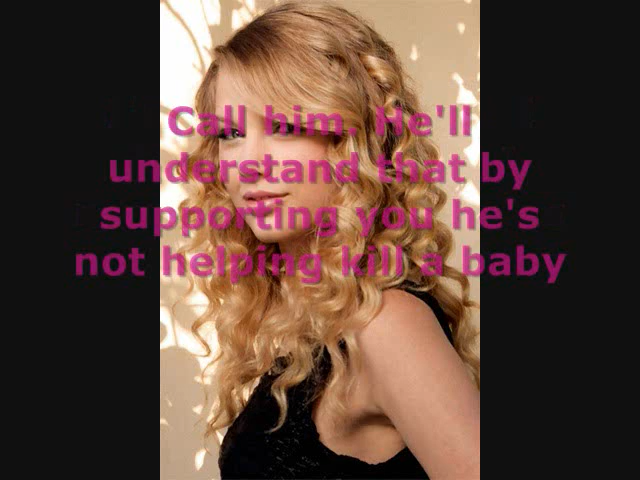 Call him. He'll
understand that by
supporting you he's
not helping kill a baby